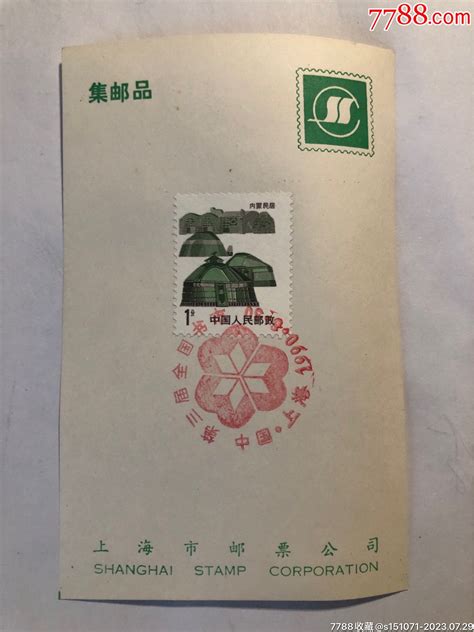 7788.com
集邮品
内蒙民居
1分
中国人民邮政
第三届全国书
中国·上海
1990.
上海市邮票公司
SHANGHAI STAMP CORPORATION
7788收藏@s151071-2023.07.29